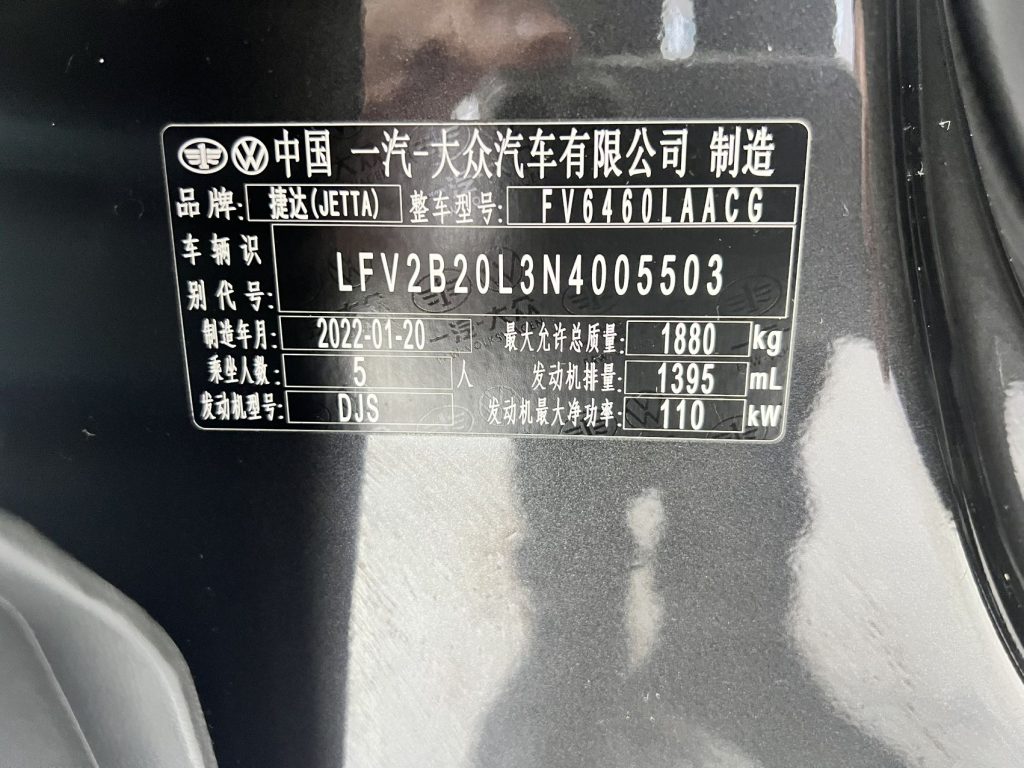 中国 一汽-大众汽车有限公司 制造
品牌: 捷达(JETTA) 整车型号: FV6460LAACG
车辆识别代号: LFV2B20L3N4005503
制造年月: 2022-01-20 最大允许总质量: 1880 kg
乘坐人数: 5 人 发动机排量: 1395 mL
发动机型号: DJS 发动机最大净功率: 110 kW